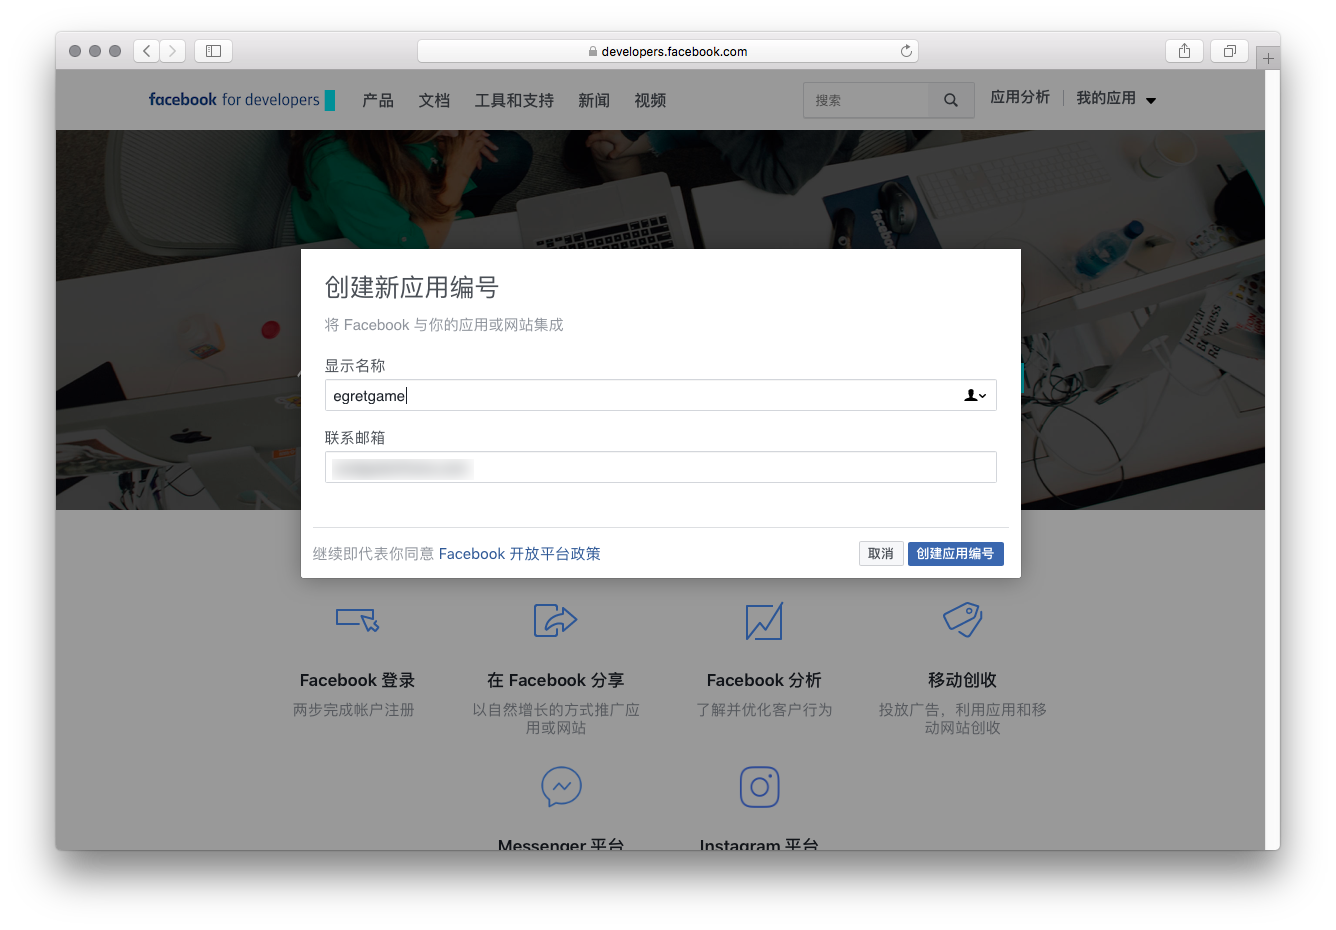 developers.facebook.com
facebook for developers
产品 文档 工具和支持 新闻 视频
搜索
应用分析 我的应用
facebook
Harvard
Business
Review
创建新应用编号
将 Facebook 与你的应用或网站集成
显示名称
egretgame
联系邮箱
继续即代表你同意 Facebook 开放平台政策
取消 创建应用编号
Facebook 登录
两步完成帐户注册
在 Facebook 分享
以自然增长的方式推广应
用或网站
Facebook 分析
了解并优化客户行为
移动创收
投放广告，利用应用和移
动网站创收
Messenger 平台
Instagram 平台